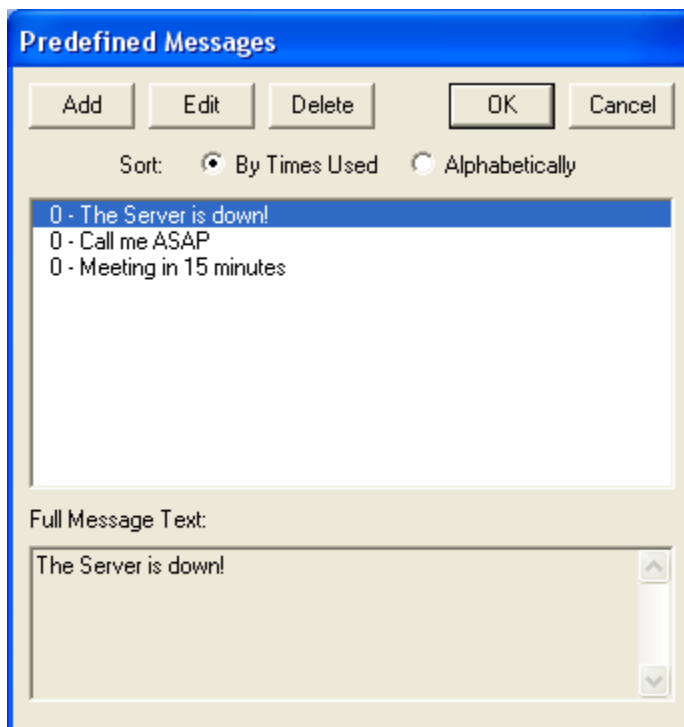 Predefined Messages
Add Edit Delete OK Cancel
Sort: By Times Used Alphabetically
0 - The Server is down!
0 - Call me ASAP
0 - Meeting in 15 minutes
Full Message Text:
The Server is down!